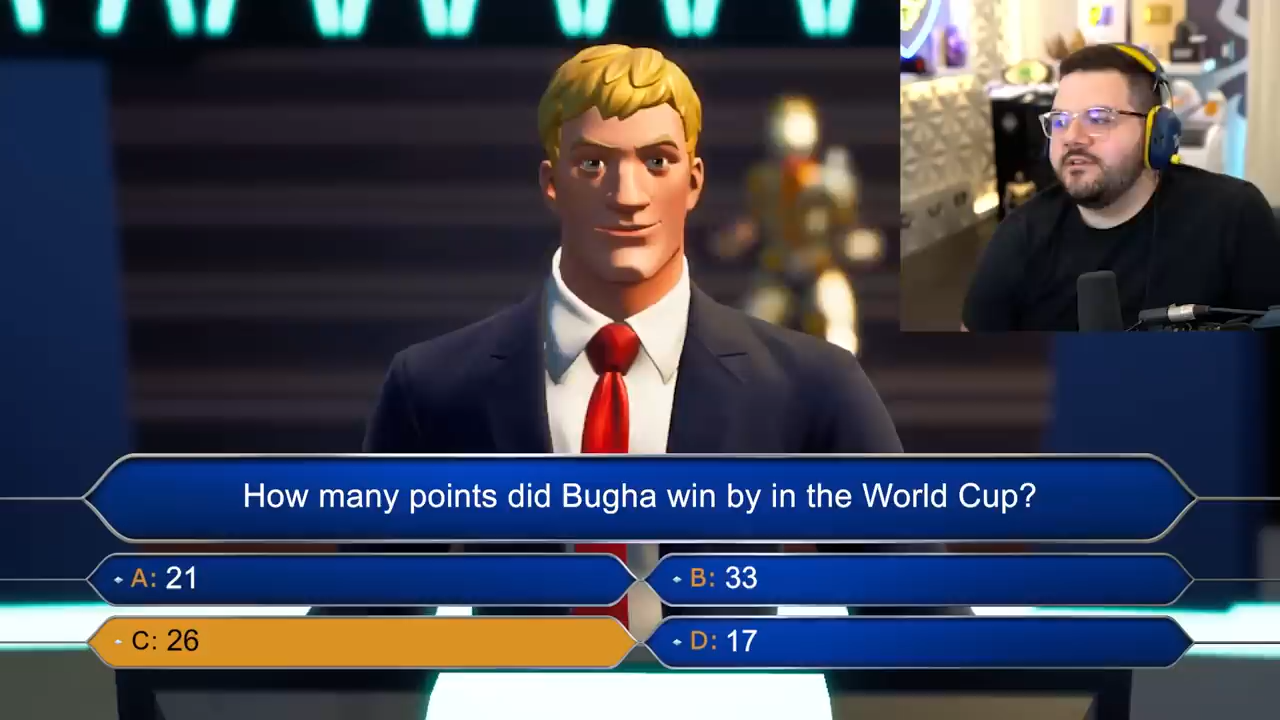 How many points did Bugha win by in the World Cup?
A: 21
B: 33
C: 26
D: 17